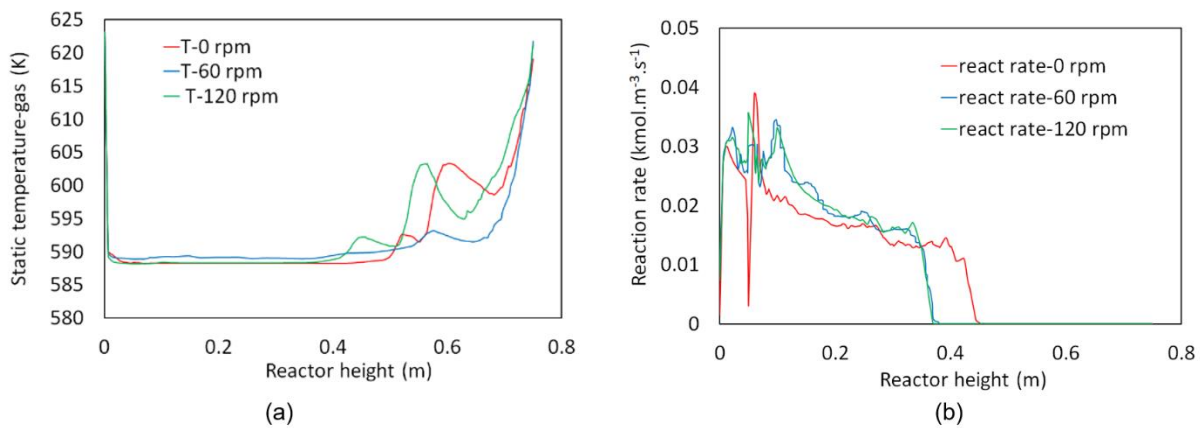 625
620
615
610
605
600
595
590
585
580
Static temperature-gas (K)
T-0 rpm
T-60 rpm
T-120 rpm
0
0.2
0.4
0.6
0.8
Reactor height (m)
(a)
0.05
0.04
0.03
0.02
0.01
0
Reaction rate (kmol.m⁻³.s⁻¹)
react rate-0 rpm
react rate-60 rpm
react rate-120 rpm
0
0.2
0.4
0.6
0.8
Reactor height (m)
(b)